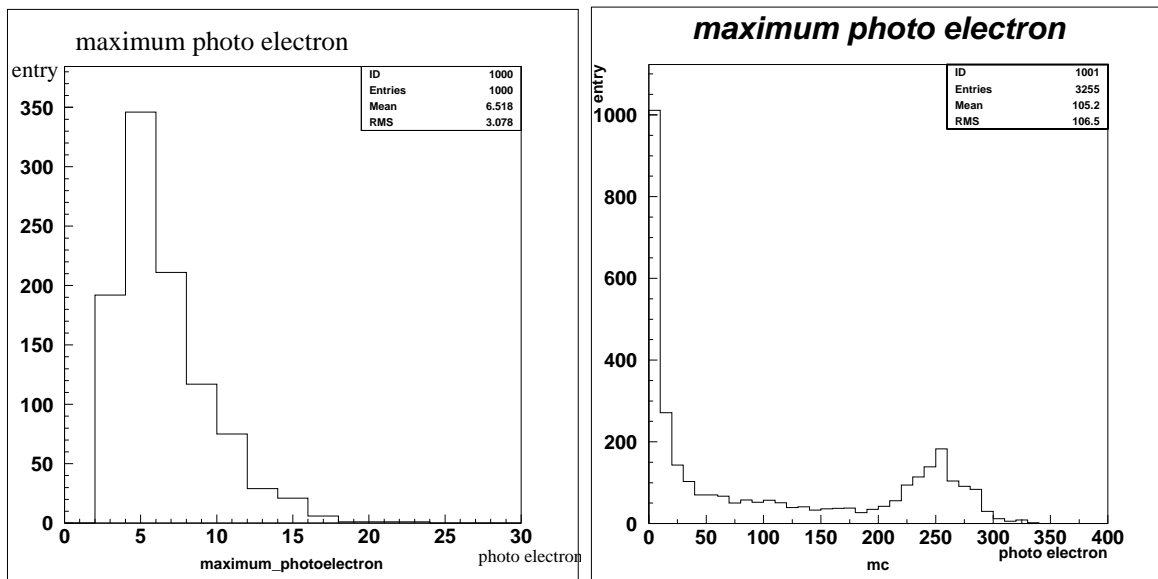 maximum photo electron
entry
ID 1000
Entries 1000
Mean 6.518
RMS 3.078
350
300
250
200
150
100
50
0
0 5 10 15 20 25 30
photo electron
maximum_photoelectron
maximum photo electron
entry
ID 1001
Entries 3255
Mean 105.2
RMS 106.5
1000
800
600
400
200
0
0 50 100 150 200 250 300 350 400
photo electron
mc